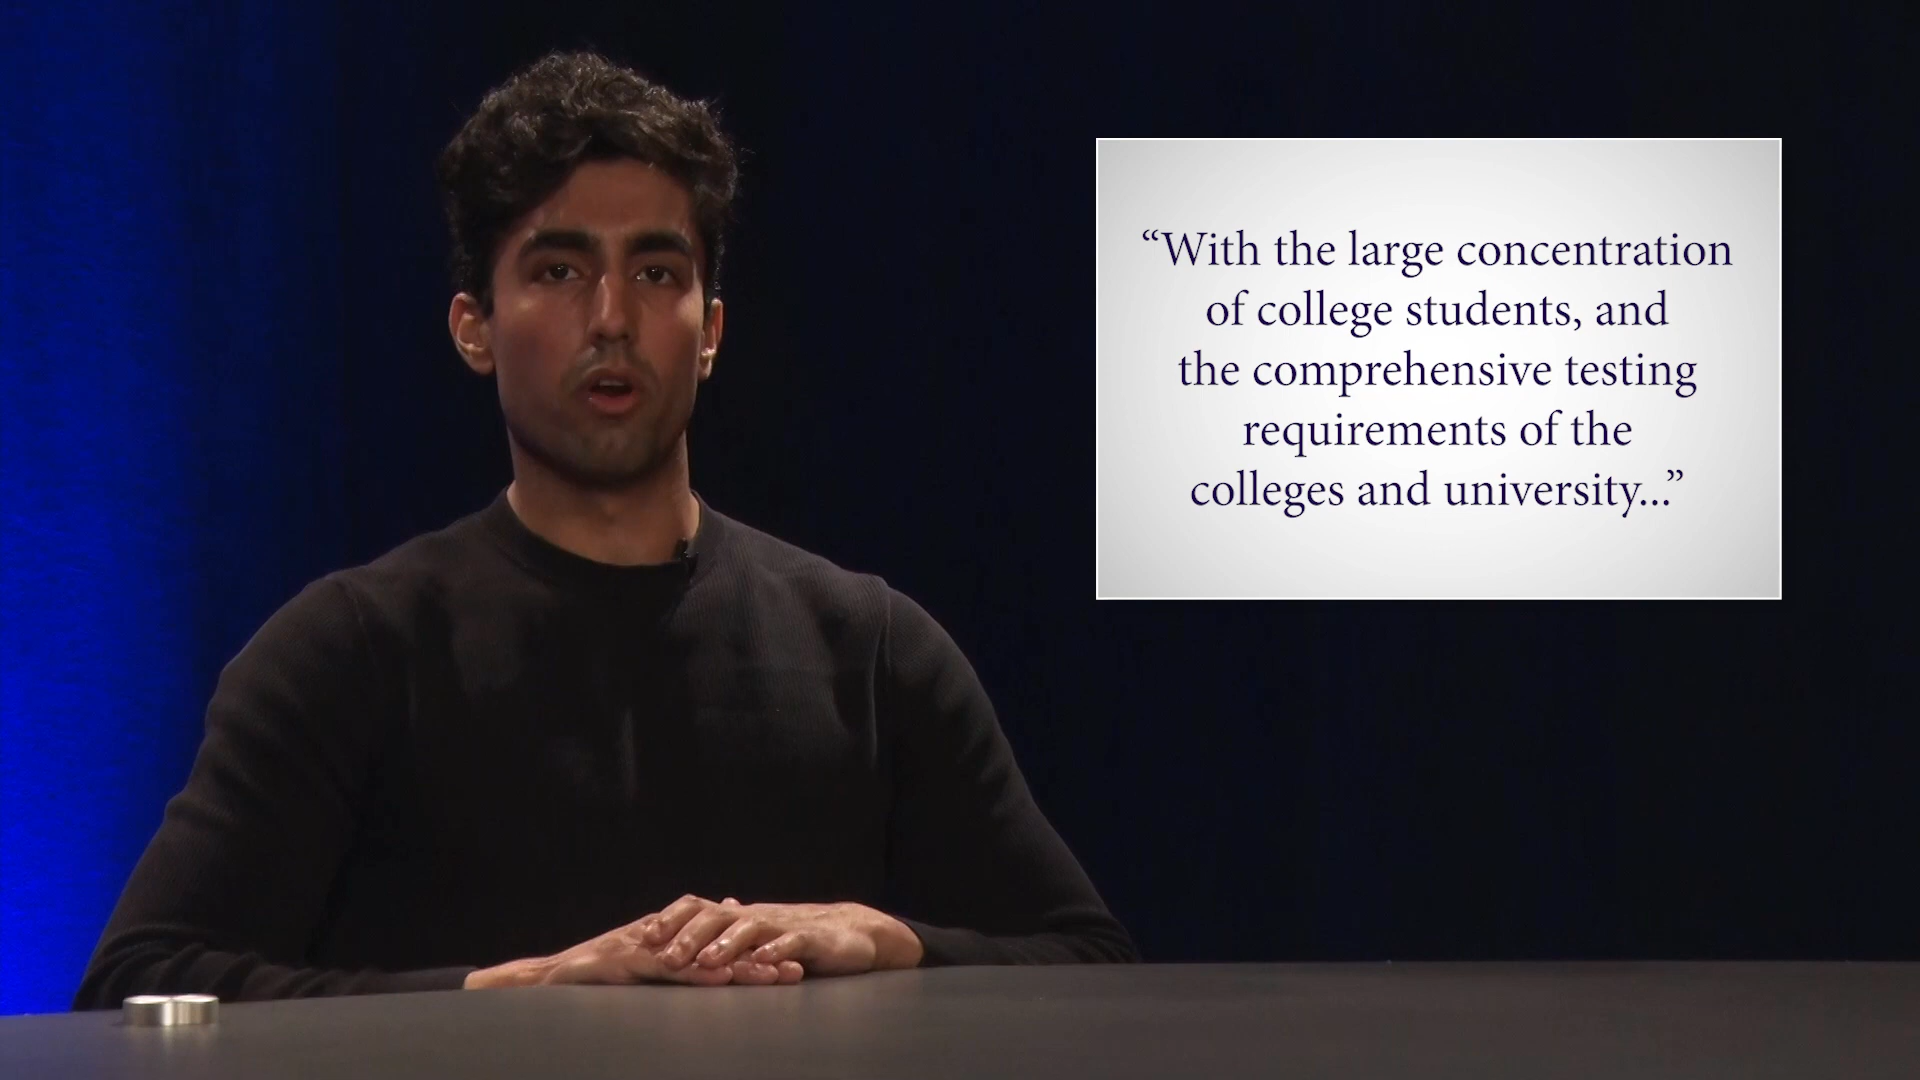 “With the large concentration
of college students, and
the comprehensive testing
requirements of the
colleges and university...”